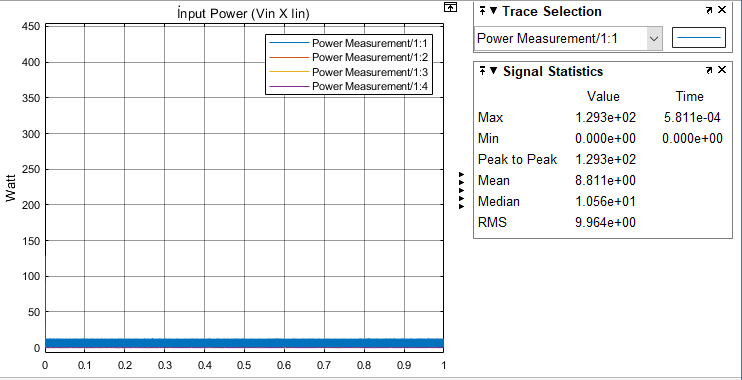 İnput Power (Vin X Iin)
Watt
450
400
350
300
250
200
150
100
50
0
0 0.1 0.2 0.3 0.4 0.5 0.6 0.7 0.8 0.9 1
Power Measurement/1:1
Power Measurement/1:2
Power Measurement/1:3
Power Measurement/1:4
Trace Selection
Power Measurement/1:1
Signal Statistics
Value Time
Max 1.293e+02 5.811e-04
Min 0.000e+00 0.000e+00
Peak to Peak 1.293e+02
Mean 8.811e+00
Median 1.056e+01
RMS 9.964e+00